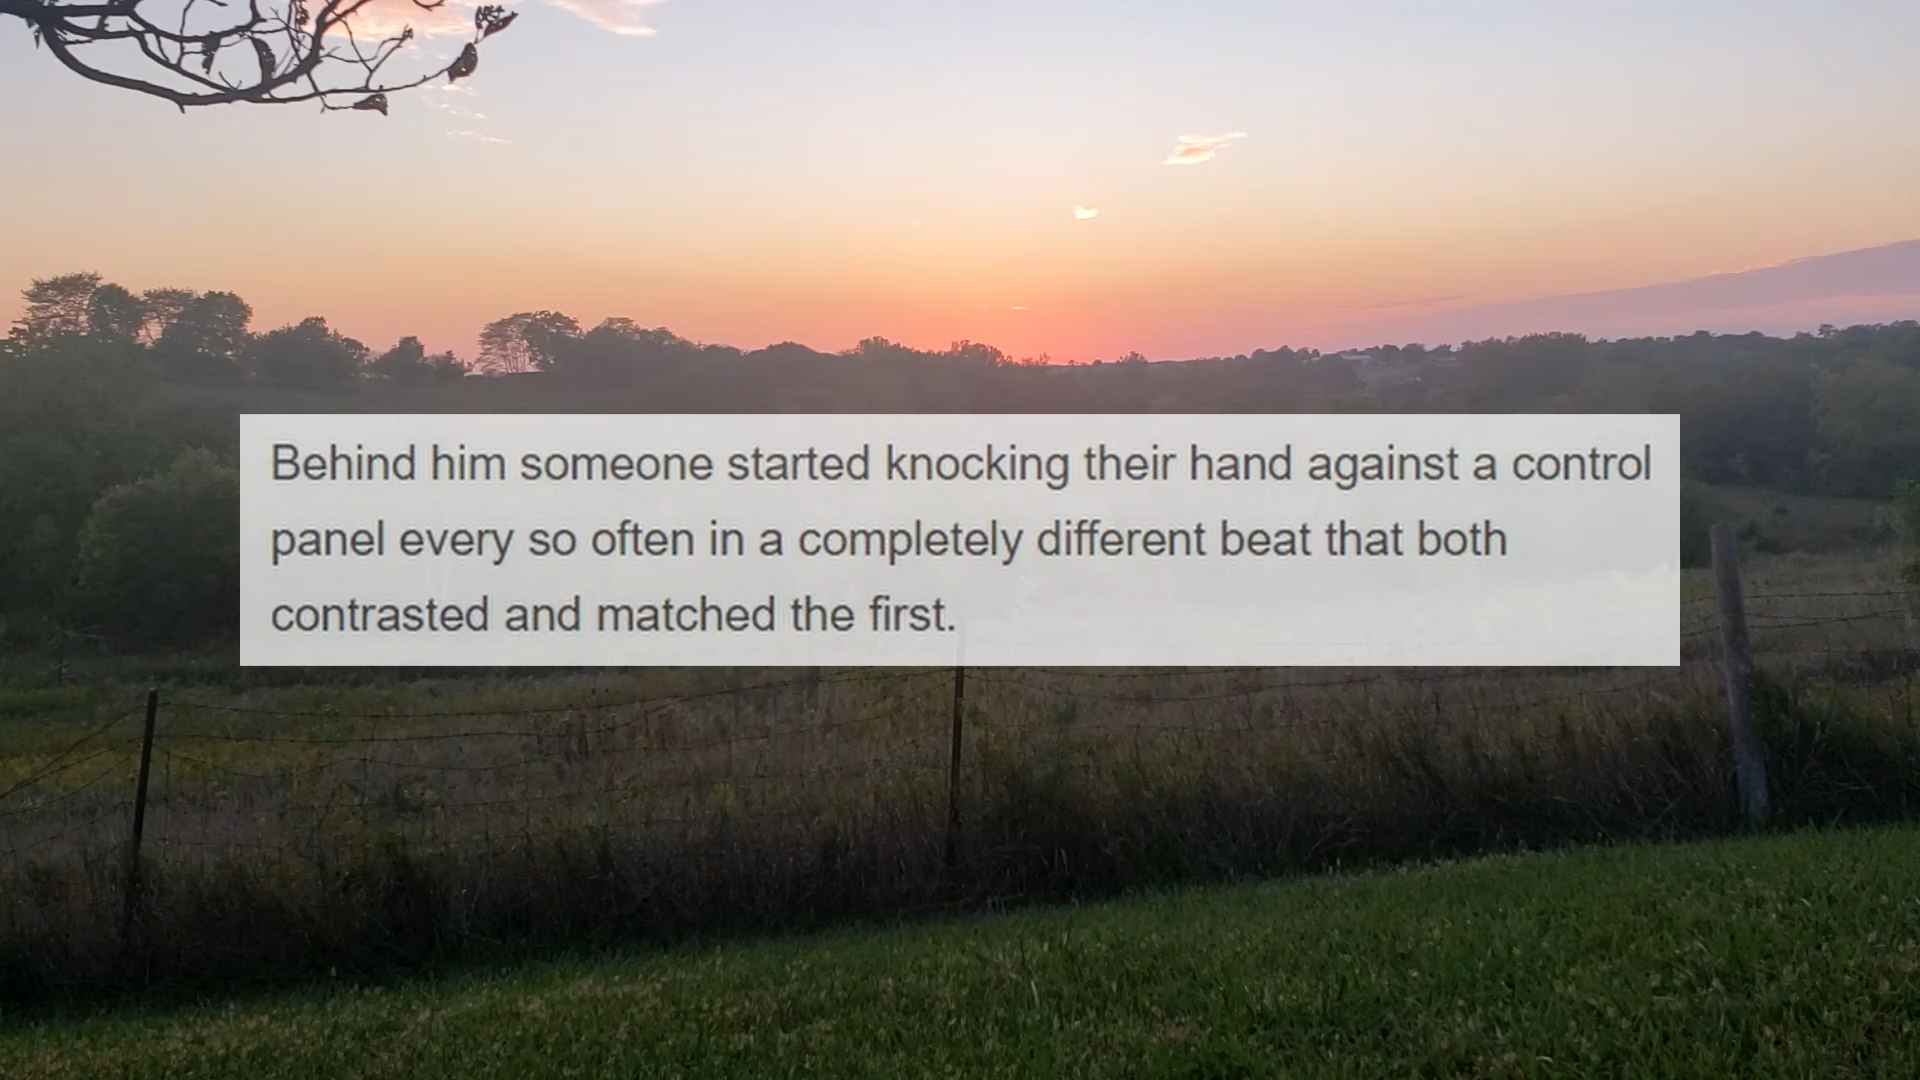 Behind him someone started knocking their hand against a control
panel every so often in a completely different beat that both
contrasted and matched the first.